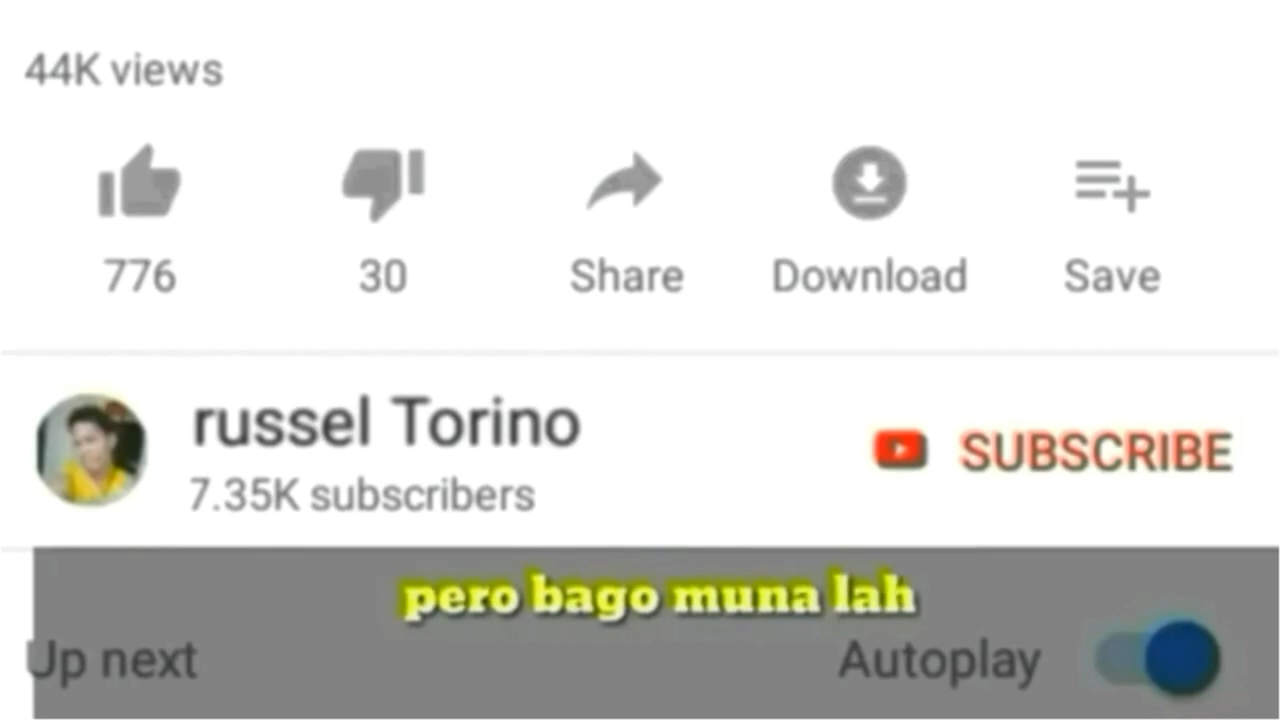 44K views
776 30 Share Download Save
russel Torino
SUBSCRIBE
7.35K subscribers
pero bago muna lah
Up next Autoplay